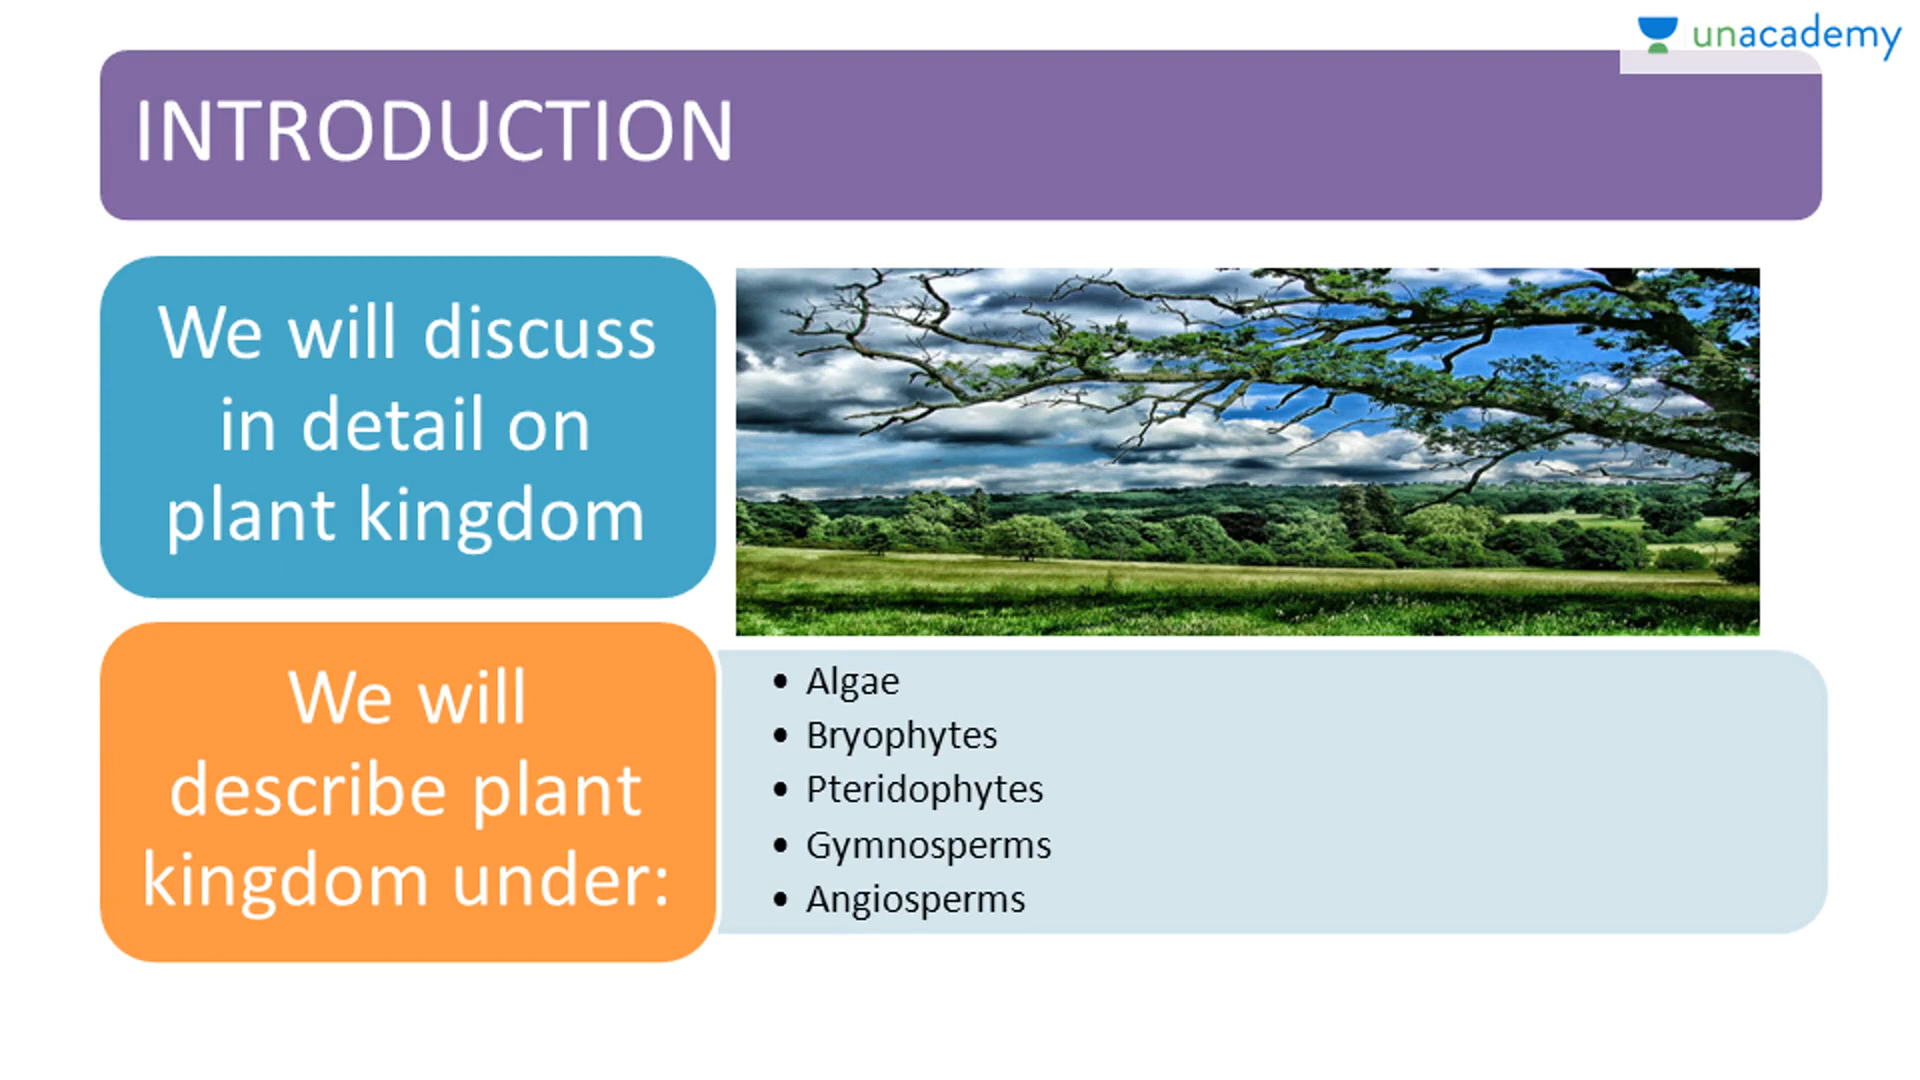 unacademy
INTRODUCTION
We will discuss
in detail on
plant kingdom
We will
describe plant
kingdom under:
• Algae
• Bryophytes
• Pteridophytes
• Gymnosperms
• Angiosperms